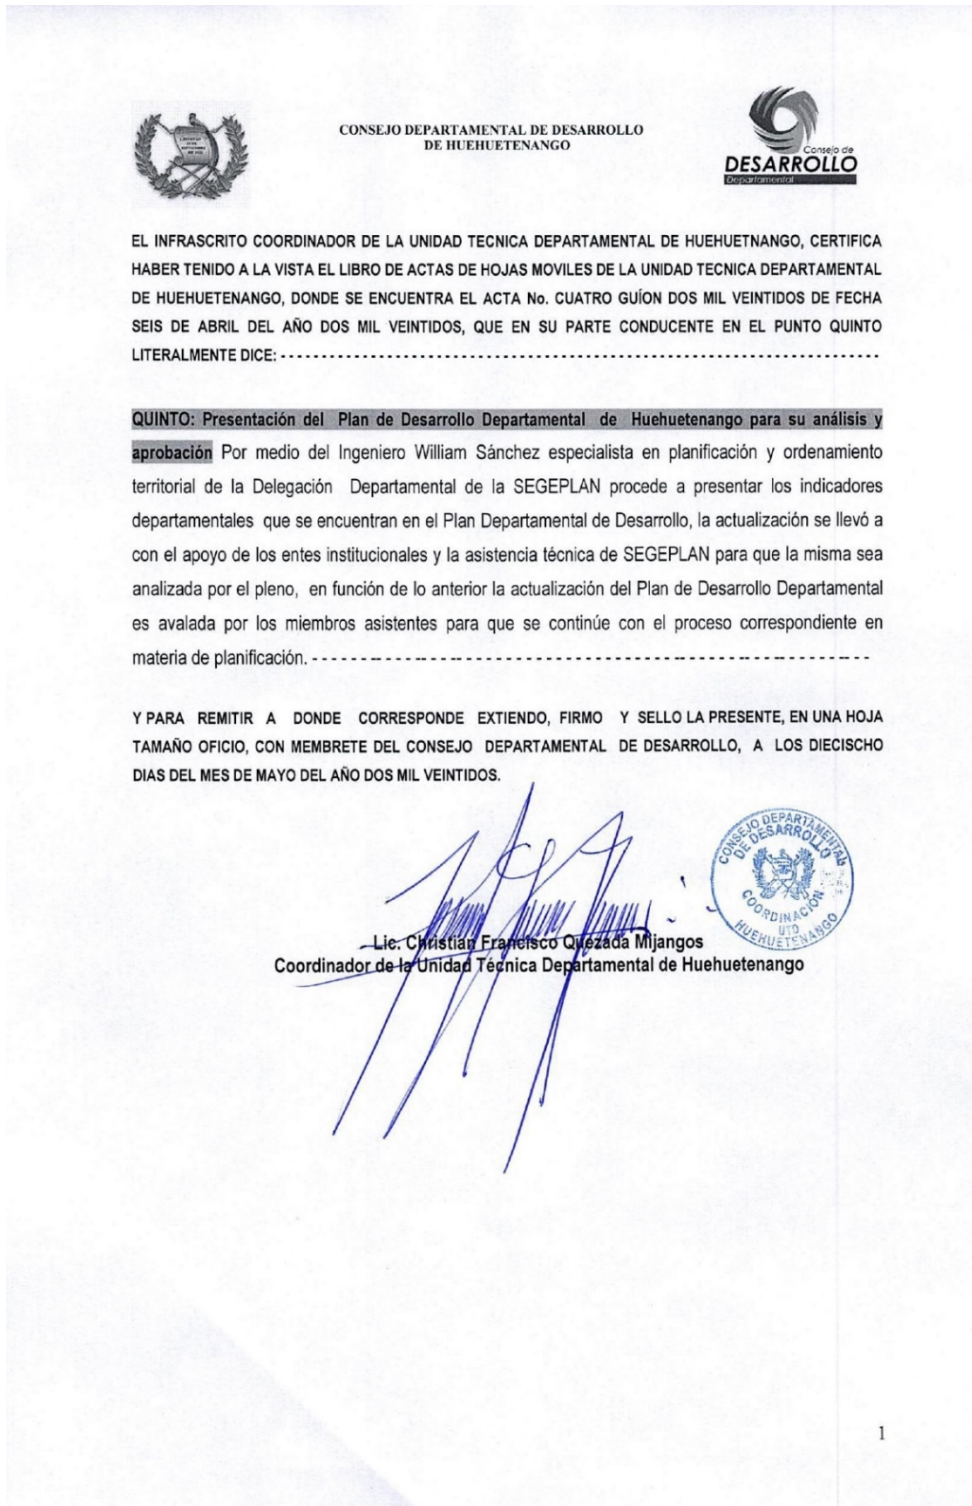 CONSEJO DEPARTAMENTAL DE DESARROLLO
DE HUEHUETENANGO
Consejo de
DESARROLLO
Departamental
EL INFRASCRITO COORDINADOR DE LA UNIDAD TECNICA DEPARTAMENTAL DE HUEHUETNANGO, CERTIFICA
HABER TENIDO A LA VISTA EL LIBRO DE ACTAS DE HOJAS MOVILES DE LA UNIDAD TECNICA DEPARTAMENTAL
DE HUEHUETENANGO, DONDE SE ENCUENTRA EL ACTA No. CUATRO GUÍON DOS MIL VEINTIDOS DE FECHA
SEIS DE ABRIL DEL AÑO DOS MIL VEINTIDOS, QUE EN SU PARTE CONDUCENTE EN EL PUNTO QUINTO
LITERALMENTE DICE: - - - - - - - - - - - - - - - - - - - - - - - - - - - - - - - - - - - - - - - - - - - - - - - - - - - - - - - - - - - - - - - - - - - - - - - -
QUINTO: Presentación del Plan de Desarrollo Departamental de Huehuetenango para su análisis y
aprobación Por medio del Ingeniero William Sánchez especialista en planificación y ordenamiento
territorial de la Delegación Departamental de la SEGEPLAN procede a presentar los indicadores
departamentales que se encuentran en el Plan Departamental de Desarrollo, la actualización se llevó a
con el apoyo de los entes institucionales y la asistencia técnica de SEGEPLAN para que la misma sea
analizada por el pleno, en función de lo anterior la actualización del Plan de Desarrollo Departamental
es avalada por los miembros asistentes para que se continúe con el proceso correspondiente en
materia de planificación. - - - - - - - - - - - - - - - - - - - - - - - - - - - - - - - - - - - - - - - - - - - - - - - - - - - - - - - - - - - -
Y PARA REMITIR A DONDE CORRESPONDE EXTIENDO, FIRMO Y SELLO LA PRESENTE, EN UNA HOJA
TAMAÑO OFICIO, CON MEMBRETE DEL CONSEJO DEPARTAMENTAL DE DESARROLLO, A LOS DIECISCHO
DIAS DEL MES DE MAYO DEL AÑO DOS MIL VEINTIDOS.
CONSEJO DEPARTAMENTAL
DE DESARROLLO
COORDINACIÓN
UTD
HUEHUETENANGO
Lic. Christian Francisco Quezada Mijangos
Coordinador de la Unidad Técnica Departamental de Huehuetenango
1